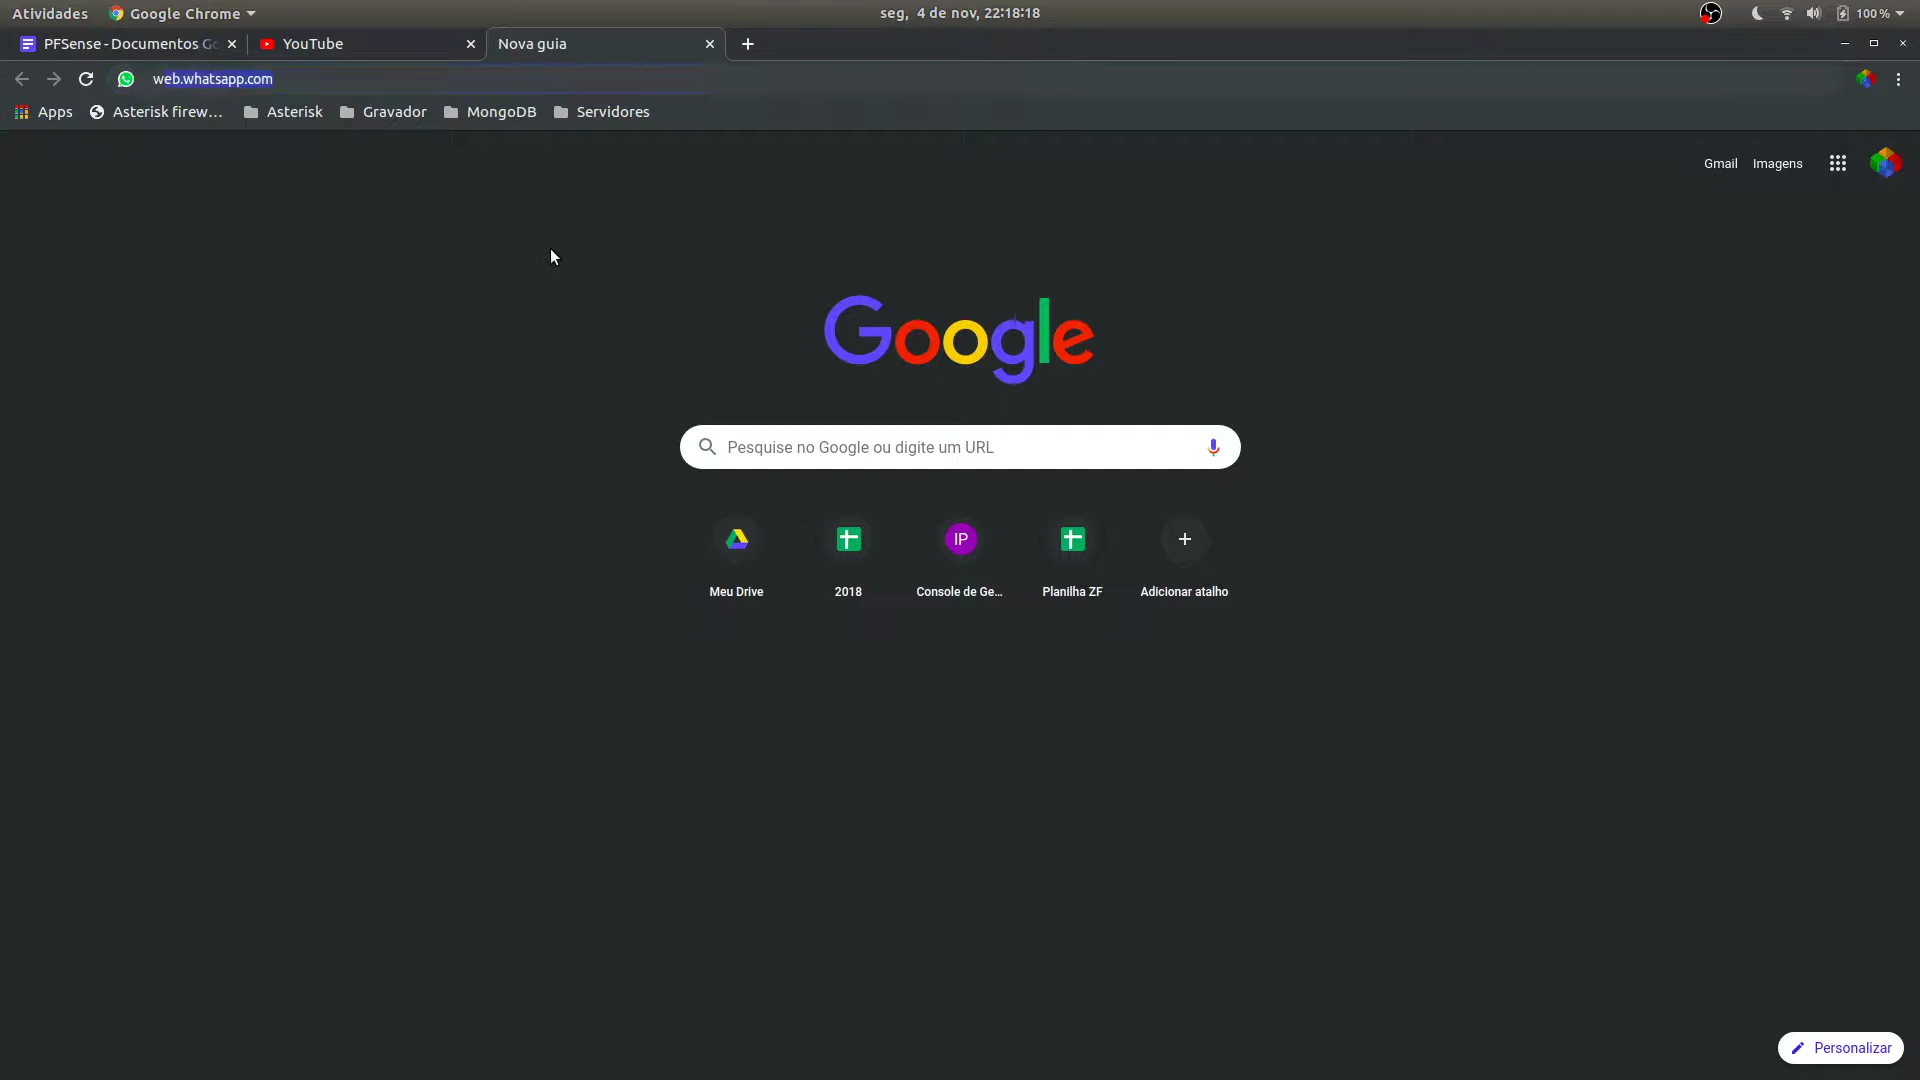 Atividades Google Chrome seg, 4 de nov, 22:18:18 100 %
PFSense - Documentos Go YouTube Nova guia
web.whatsapp.com
Apps Asterisk firew... Asterisk Gravador MongoDB Servidores
Gmail Imagens
Google
Pesquise no Google ou digite um URL
IP
Meu Drive 2018 Console de Ge... Planilha ZF Adicionar atalho
Personalizar